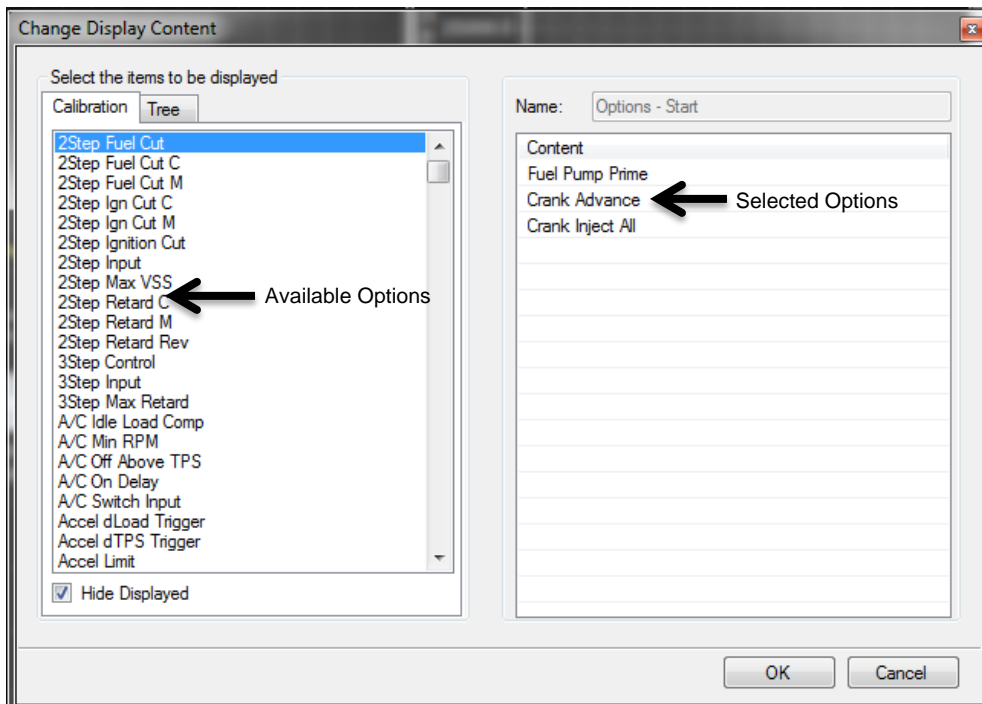 Change Display Content
Select the items to be displayed
Calibration
Tree
2Step Fuel Cut
2Step Fuel Cut C
2Step Fuel Cut M
2Step Ign Cut C
2Step Ign Cut M
2Step Ignition Cut
2Step Input
2Step Max VSS
2Step Retard C
2Step Retard M
2Step Retard Rev
3Step Control
3Step Input
3Step Max Retard
A/C Idle Load Comp
A/C Min RPM
A/C Off Above TPS
A/C On Delay
A/C Switch Input
Accel dLoad Trigger
Accel dTPS Trigger
Accel Limit
Available Options
Hide Displayed
Name: Options - Start
Content
Fuel Pump Prime
Crank Advance
Selected Options
Crank Inject All
OK
Cancel